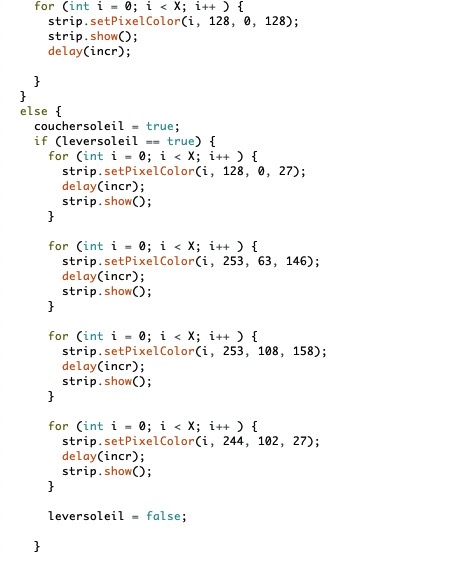 for (int i = 0; i < X; i++ ) {
strip.setPixelColor(i, 128, 0, 128);
strip.show();
delay(incr);
}
}
else {
couchersoleil = true;
if (leversoleil == true) {
for (int i = 0; i < X; i++ ) {
strip.setPixelColor(i, 128, 0, 27);
delay(incr);
strip.show();
}
for (int i = 0; i < X; i++ ) {
strip.setPixelColor(i, 253, 63, 146);
delay(incr);
strip.show();
}
for (int i = 0; i < X; i++ ) {
strip.setPixelColor(i, 253, 108, 158);
delay(incr);
strip.show();
}
for (int i = 0; i < X; i++ ) {
strip.setPixelColor(i, 244, 102, 27);
delay(incr);
strip.show();
}
leversoleil = false;
}